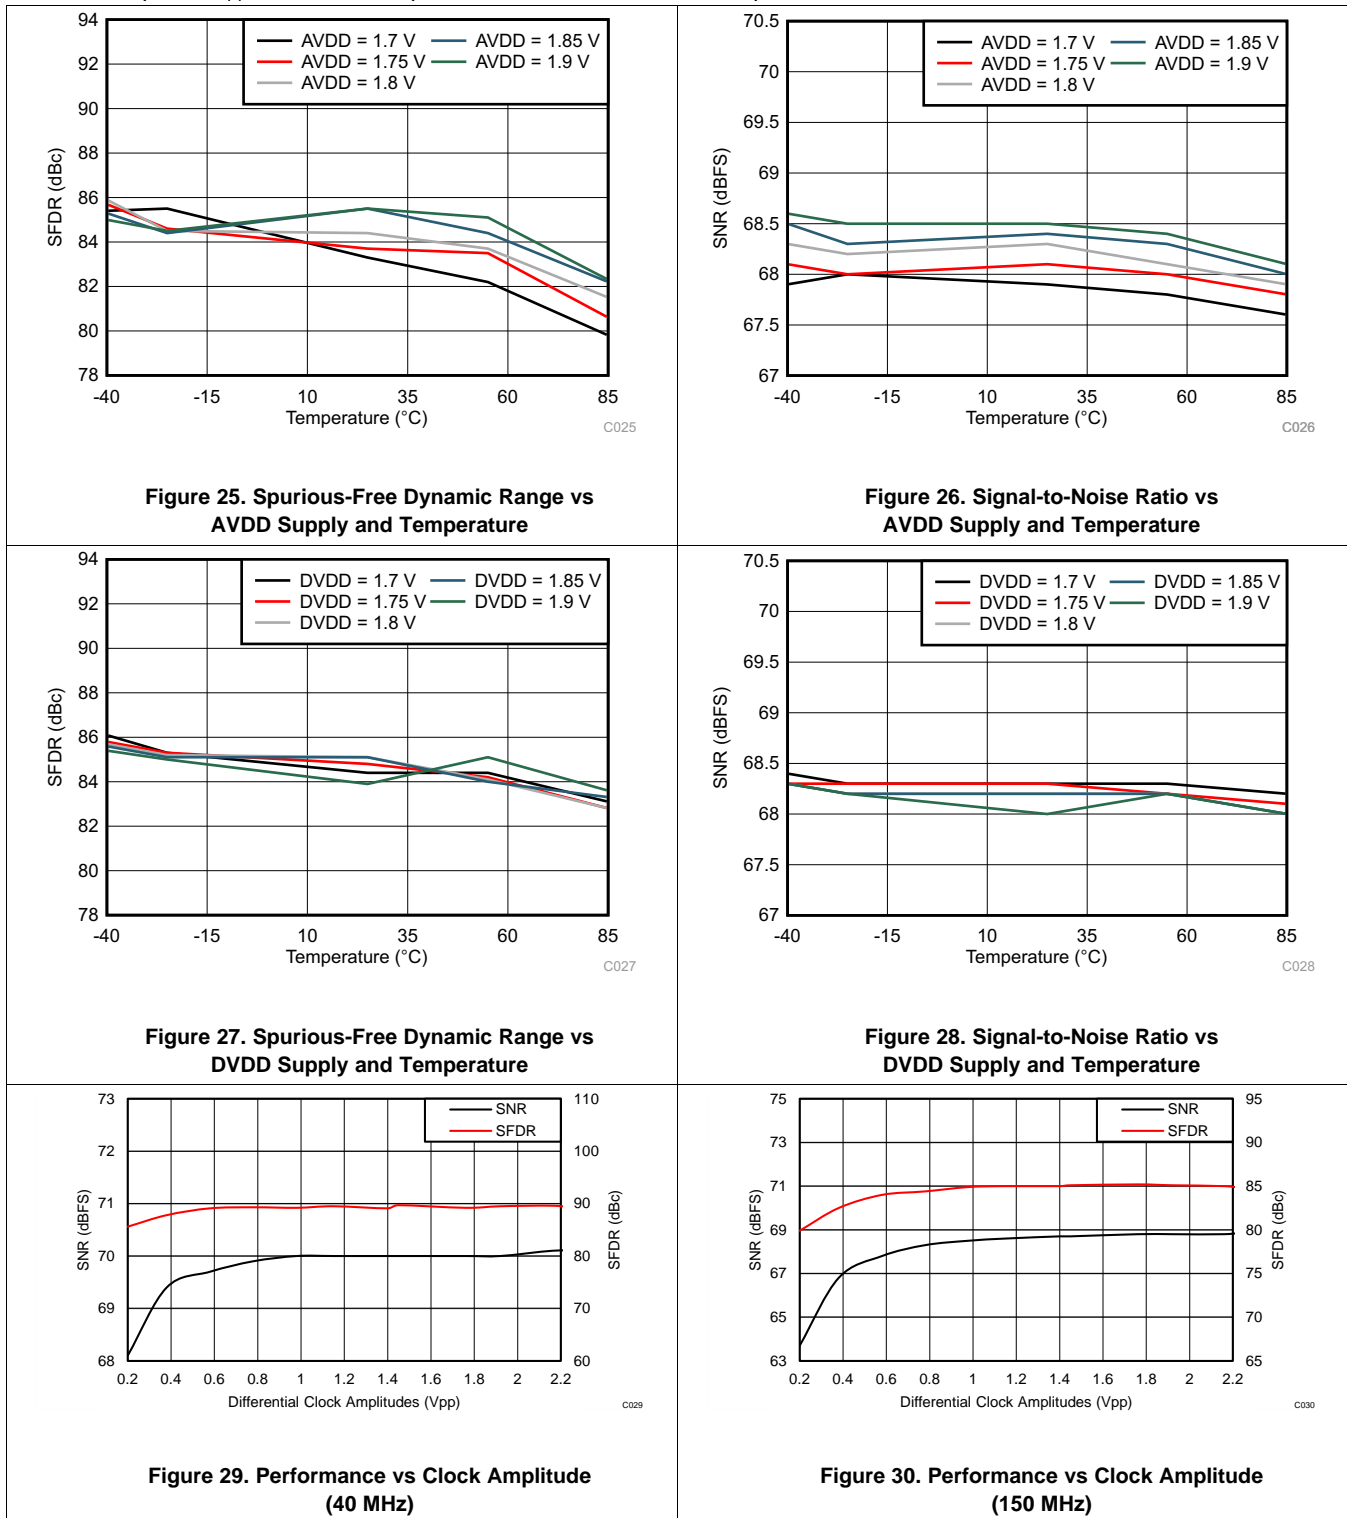 94
92
90
88
86
84
82
80
78
SFDR (dBc)
AVDD = 1.7 V
AVDD = 1.85 V
AVDD = 1.75 V
AVDD = 1.9 V
AVDD = 1.8 V
-40
-15
10
35
60
85
Temperature (°C)
C025
Figure 25. Spurious-Free Dynamic Range vs
AVDD Supply and Temperature
70.5
70
69.5
69
68.5
68
67.5
67
SNR (dBFS)
AVDD = 1.7 V
AVDD = 1.85 V
AVDD = 1.75 V
AVDD = 1.9 V
AVDD = 1.8 V
-40
-15
10
35
60
85
Temperature (°C)
C026
Figure 26. Signal-to-Noise Ratio vs
AVDD Supply and Temperature
94
92
90
88
86
84
82
80
78
SFDR (dBc)
DVDD = 1.7 V
DVDD = 1.85 V
DVDD = 1.75 V
DVDD = 1.9 V
DVDD = 1.8 V
-40
-15
10
35
60
85
Temperature (°C)
C027
Figure 27. Spurious-Free Dynamic Range vs
DVDD Supply and Temperature
70.5
70
69.5
69
68.5
68
67.5
67
SNR (dBFS)
DVDD = 1.7 V
DVDD = 1.85 V
DVDD = 1.75 V
DVDD = 1.9 V
DVDD = 1.8 V
-40
-15
10
35
60
85
Temperature (°C)
C028
Figure 28. Signal-to-Noise Ratio vs
DVDD Supply and Temperature
73
72
71
70
69
68
SNR (dBFS)
SNR
SFDR
110
100
90
80
70
60
SFDR (dBc)
0.2
0.4
0.6
0.8
1
1.2
1.4
1.6
1.8
2
2.2
Differential Clock Amplitudes (Vpp)
C029
Figure 29. Performance vs Clock Amplitude
(40 MHz)
75
73
71
69
67
65
63
SNR (dBFS)
SNR
SFDR
95
90
85
80
75
70
65
SFDR (dBc)
0.2
0.4
0.6
0.8
1
1.2
1.4
1.6
1.8
2
2.2
Differential Clock Amplitudes (Vpp)
C030
Figure 30. Performance vs Clock Amplitude
(150 MHz)